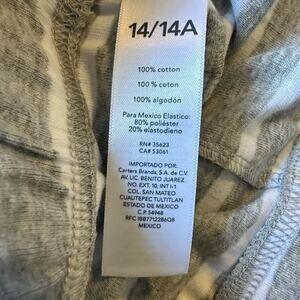 14/14A
100% cotton
100 % coton
100% algodón
Para Mexico Elastico:
80% poliéster
20% elastodieno
RN# 35623
CA# 53061
IMPORTADO POR:
Carters Brands, S.A. de C.V.
AV. LIC. BENITO JUAREZ
NO. EXT. 10, INT I-1
COL. SAN MATEO
CUAUTEPEC TULTITLAN
ESTADO DE MEXICO
C.P. 54948
RFC IBB7712286Q8
MEXICO